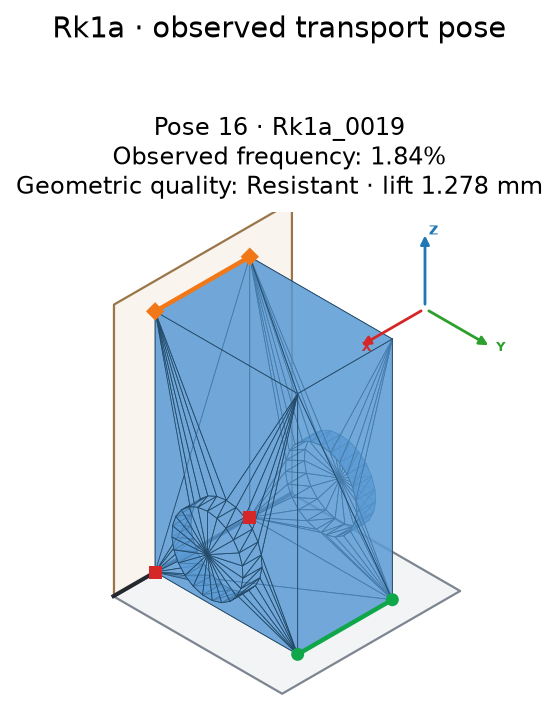 Rk1a · observed transport pose
Pose 16 · Rk1a_0019
Observed frequency: 1.84%
Geometric quality: Resistant · lift 1.278 mm
Z
X
Y